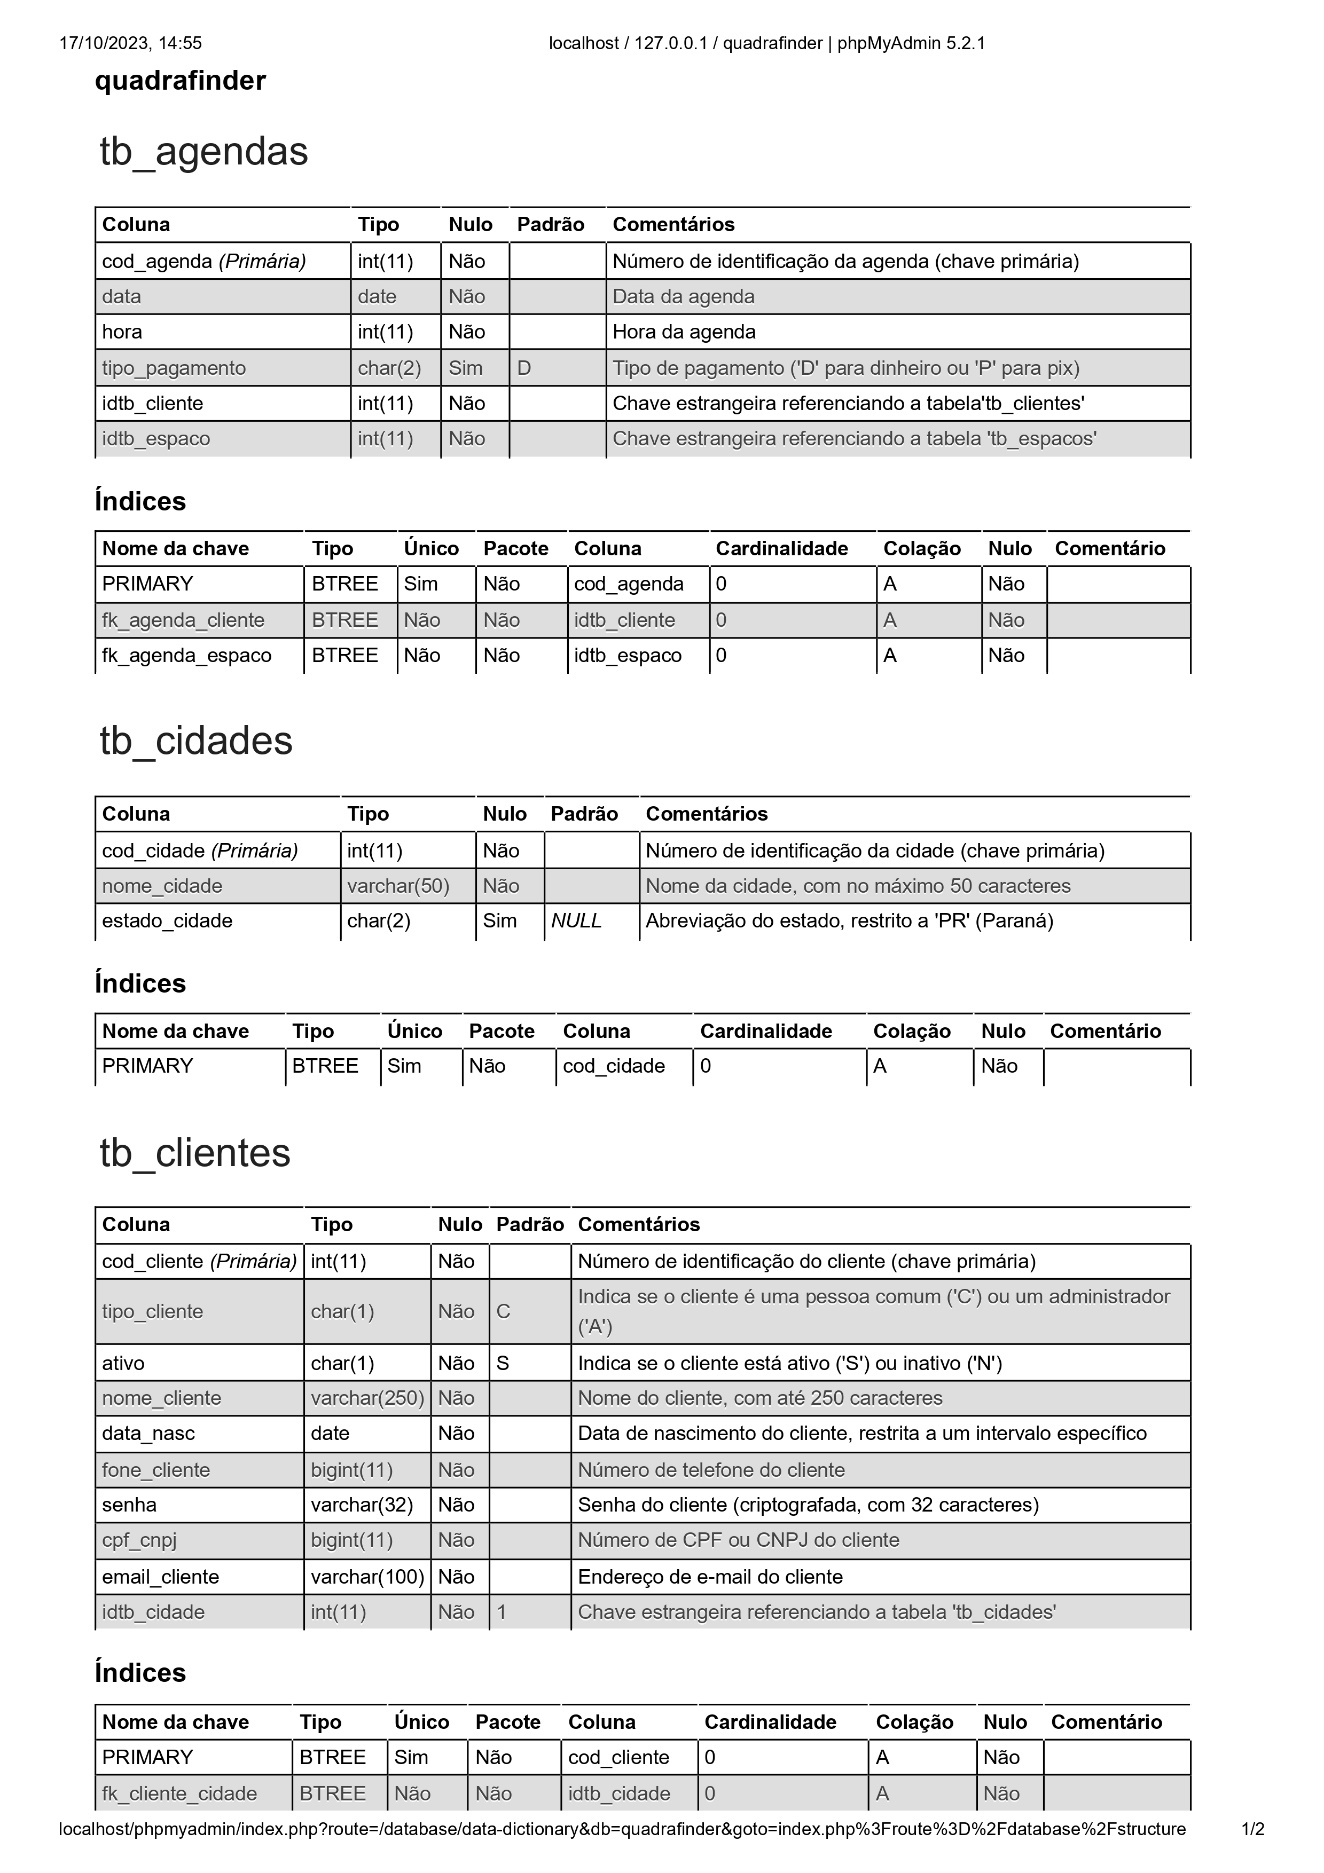 17/10/2023, 14:55 localhost / 127.0.0.1 / quadrafinder | phpMyAdmin 5.2.1
quadrafinder
tb_agendas
Coluna Tipo Nulo Padrão Comentários
cod_agenda (Primária) int(11) Não Número de identificação da agenda (chave primária)
data date Não Data da agenda
hora int(11) Não Hora da agenda
tipo_pagamento char(2) Sim D Tipo de pagamento ('D' para dinheiro ou 'P' para pix)
idtb_cliente int(11) Não Chave estrangeira referenciando a tabela'tb_clientes'
idtb_espaco int(11) Não Chave estrangeira referenciando a tabela 'tb_espacos'
Índices
Nome da chave Tipo Único Pacote Coluna Cardinalidade Colação Nulo Comentário
PRIMARY BTREE Sim Não cod_agenda 0 A Não
fk_agenda_cliente BTREE Não Não idtb_cliente 0 A Não
fk_agenda_espaco BTREE Não Não idtb_espaco 0 A Não
tb_cidades
Coluna Tipo Nulo Padrão Comentários
cod_cidade (Primária) int(11) Não Número de identificação da cidade (chave primária)
nome_cidade varchar(50) Não Nome da cidade, com no máximo 50 caracteres
estado_cidade char(2) Sim NULL Abreviação do estado, restrito a 'PR' (Paraná)
Índices
Nome da chave Tipo Único Pacote Coluna Cardinalidade Colação Nulo Comentário
PRIMARY BTREE Sim Não cod_cidade 0 A Não
tb_clientes
Coluna Tipo Nulo Padrão Comentários
cod_cliente (Primária) int(11) Não Número de identificação do cliente (chave primária)
tipo_cliente char(1) Não C Indica se o cliente é uma pessoa comum ('C') ou um administrador
('A')
ativo char(1) Não S Indica se o cliente está ativo ('S') ou inativo ('N')
nome_cliente varchar(250) Não Nome do cliente, com até 250 caracteres
data_nasc date Não Data de nascimento do cliente, restrita a um intervalo específico
fone_cliente bigint(11) Não Número de telefone do cliente
senha varchar(32) Não Senha do cliente (criptografada, com 32 caracteres)
cpf_cnpj bigint(11) Não Número de CPF ou CNPJ do cliente
email_cliente varchar(100) Não Endereço de e-mail do cliente
idtb_cidade int(11) Não 1 Chave estrangeira referenciando a tabela 'tb_cidades'
Índices
Nome da chave Tipo Único Pacote Coluna Cardinalidade Colação Nulo Comentário
PRIMARY BTREE Sim Não cod_cliente 0 A Não
fk_cliente_cidade BTREE Não Não idtb_cidade 0 A Não
localhost/phpmyadmin/index.php?route=/database/data-dictionary&db=quadrafinder&goto=index.php%3Froute%3D%2Fdatabase%2Fstructure 1/2